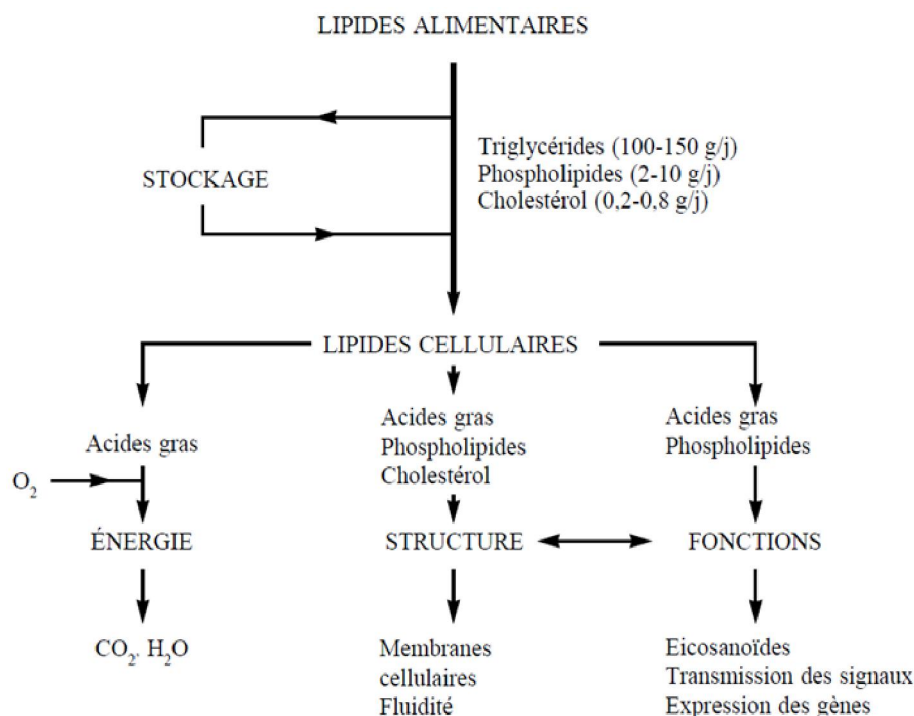 LIPIDES ALIMENTAIRES
Triglycérides (100-150 g/j)
Phospholipides (2-10 g/j)
Cholestérol (0,2-0,8 g/j)
STOCKAGE
LIPIDES CELLULAIRES
Acides gras
O₂
ÉNERGIE
CO₂, H₂O
Acides gras
Phospholipides
Cholestérol
STRUCTURE
Membranes
cellulaires
Fluidité
Acides gras
Phospholipides
FONCTIONS
Eicosanoïdes
Transmission des signaux
Expression des gènes